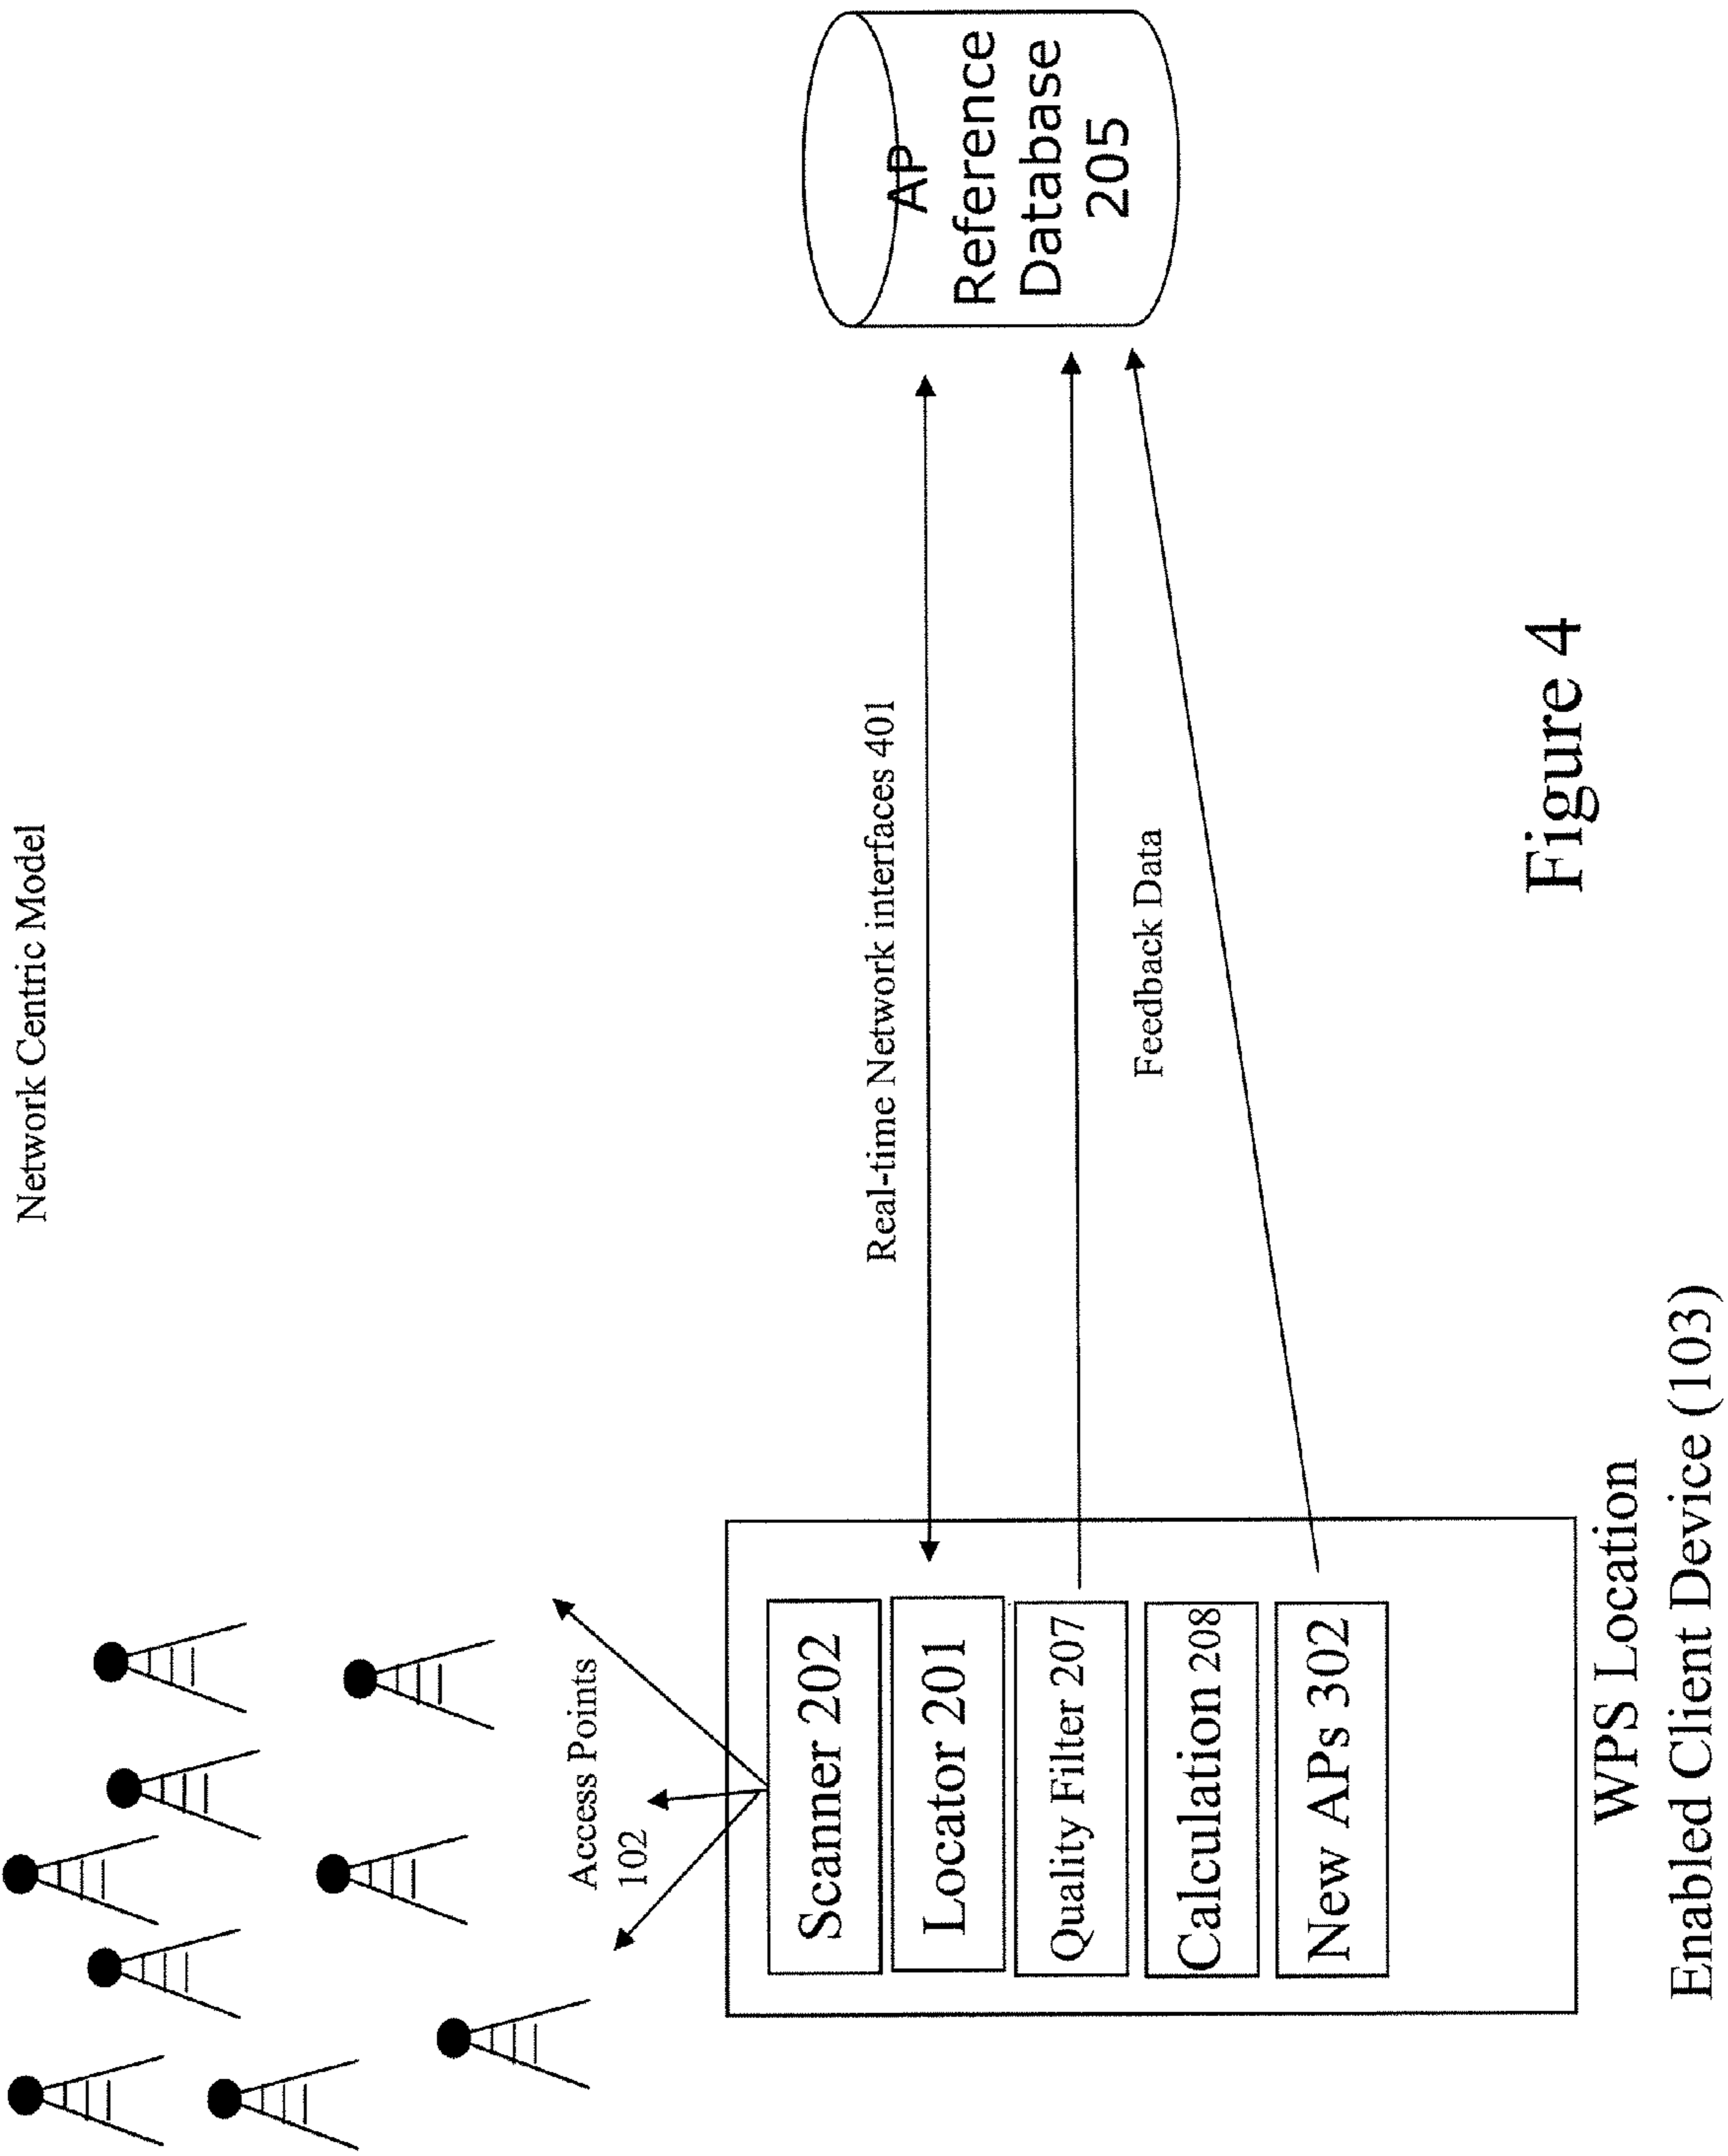 Network Centric Model
Access Points
102
Real-time Network interfaces 401
Scanner 202
Locator 201
Quality Filter 207
Calculation 208
New APs 302
Feedback Data
AP
Reference
Database
205
WPS Location
Enabled Client Device (103)
Figure 4